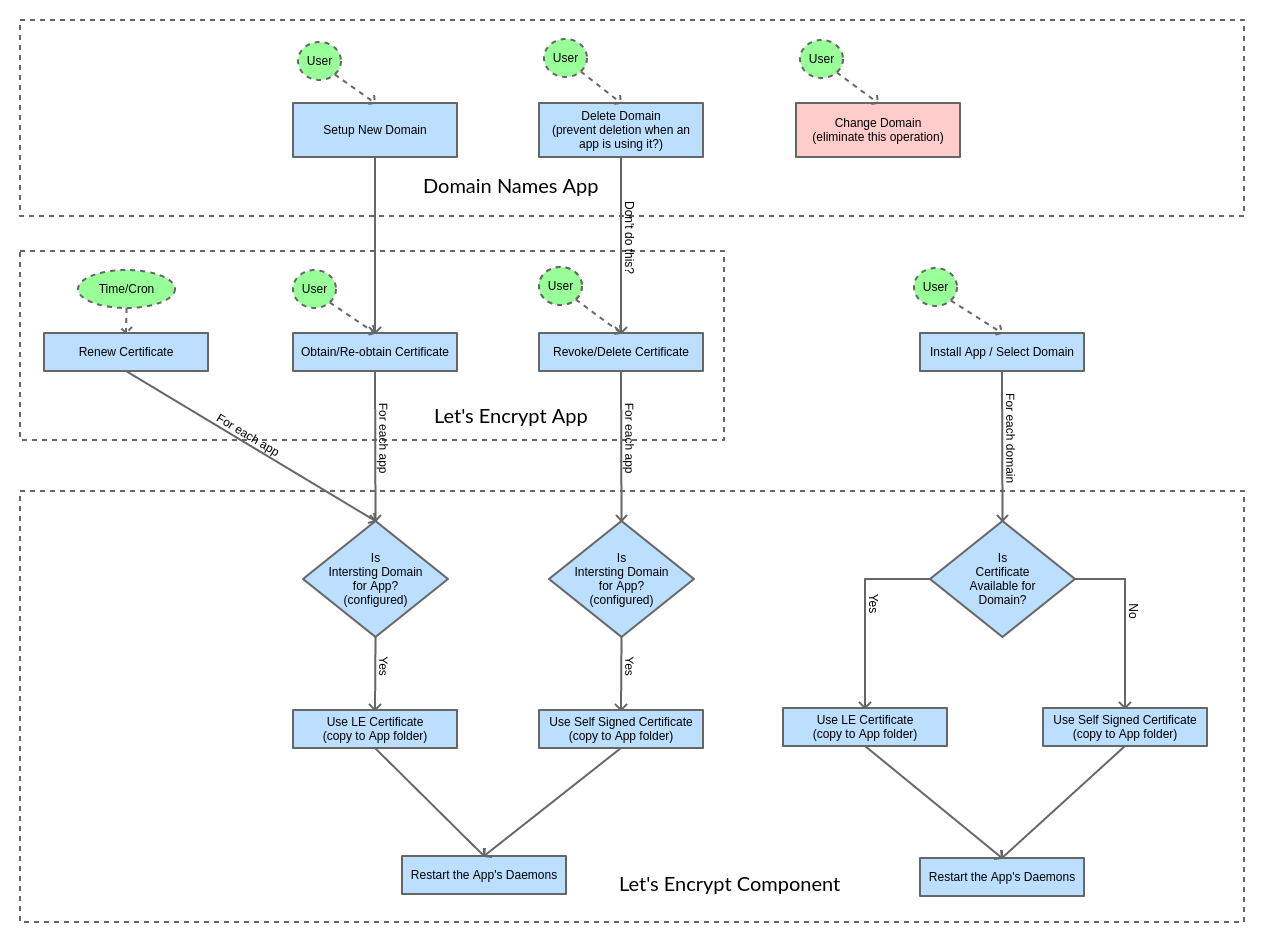 User
User
User
Setup New Domain
Delete Domain
(prevent deletion when an
app is using it?)
Change Domain
(eliminate this operation)
Domain Names App
Don't do this?
Time/Cron
User
User
User
Renew Certificate
Obtain/Re-obtain Certificate
Revoke/Delete Certificate
Install App / Select Domain
Let's Encrypt App
For each app
For each app
For each app
For each domain
Is
Intersting Domain
for App?
(configured)
Is
Intersting Domain
for App?
(configured)
Is
Certificate
Available for
Domain?
Yes
Yes
Yes
No
Use LE Certificate
(copy to App folder)
Use Self Signed Certificate
(copy to App folder)
Use LE Certificate
(copy to App folder)
Use Self Signed Certificate
(copy to App folder)
Restart the App's Daemons
Let's Encrypt Component
Restart the App's Daemons